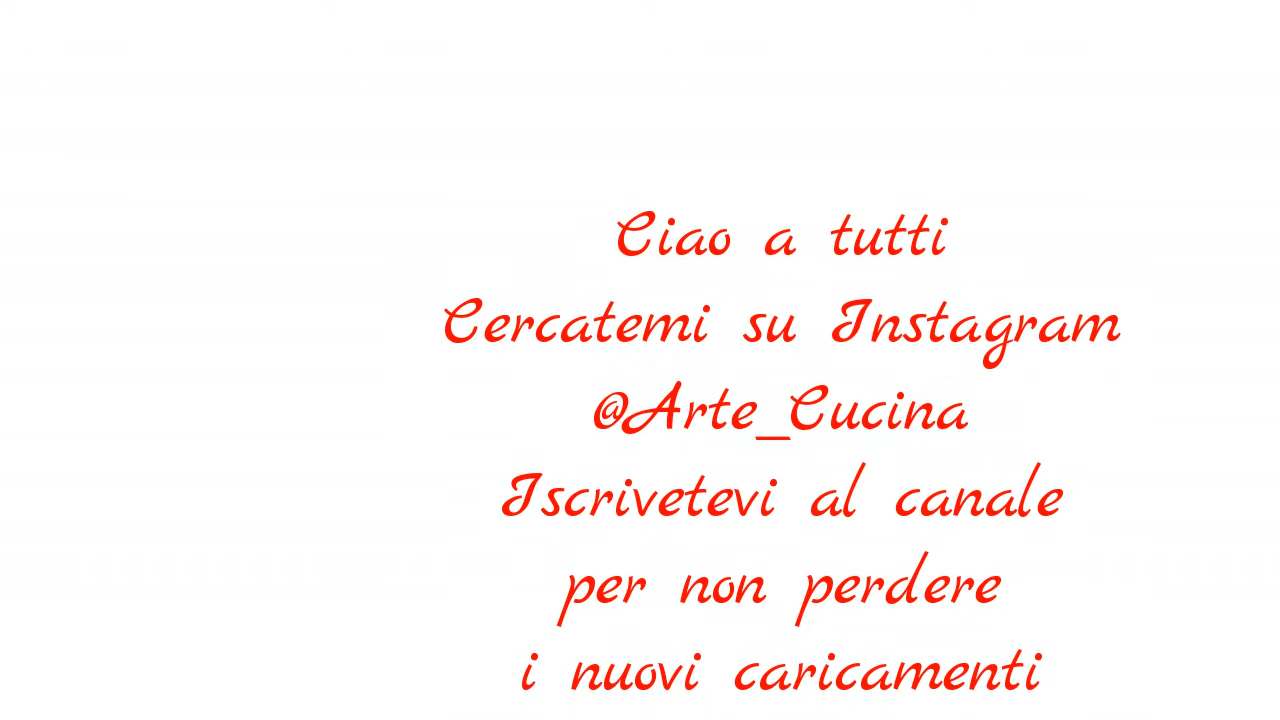 Ciao a tutti
Cercatemi su Instagram
@Arte_Cucina
Iscrivetevi al canale
per non perdere
i nuovi caricamenti